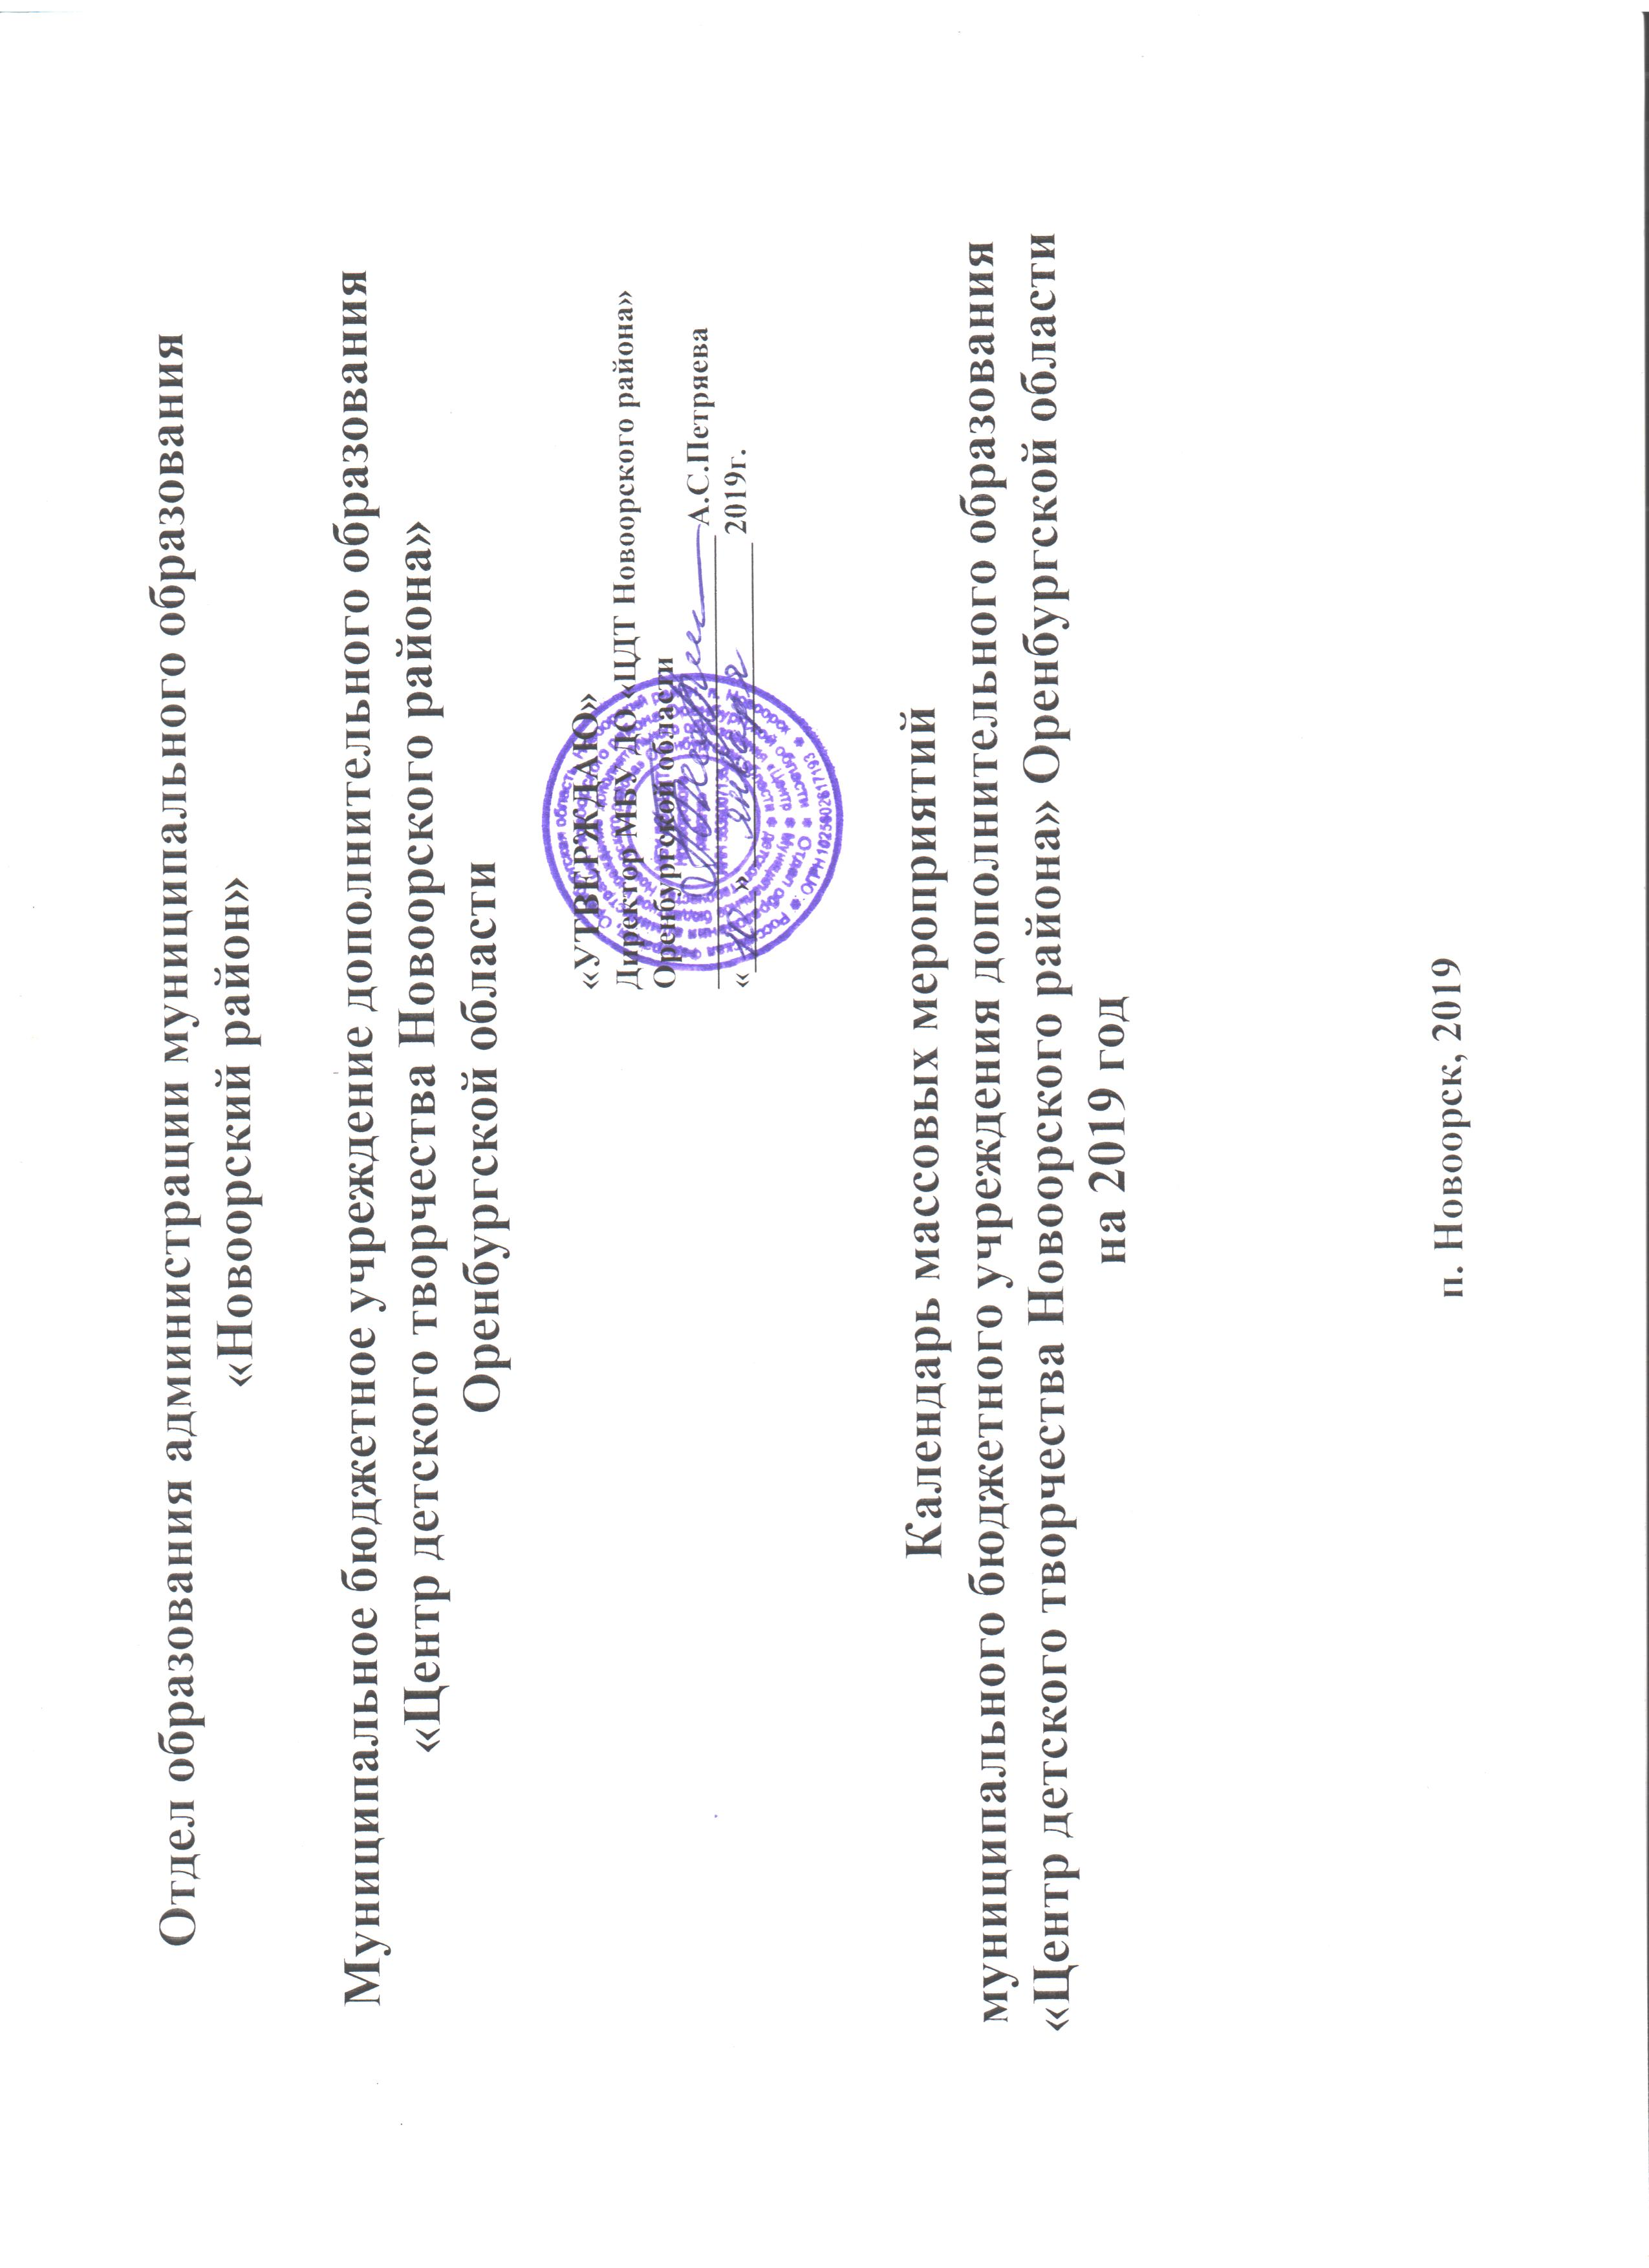 Отдел образования администрации муниципального образования
«Новоорский район»
Муниципальное бюджетное учреждение дополнительного образования
«Центр детского творчества Новоорского района»
Оренбургской области
«УТВЕРЖДАЮ»
Директор МБУ ДО «ЦДТ Новоорского района»
Оренбургской области
А.С.Петряева
« » января 2019г.
Календарь массовых мероприятий
муниципального бюджетного учреждения дополнительного образования
«Центр детского творчества Новоорского района» Оренбургской области
на 2019 год
п. Новоорск, 2019